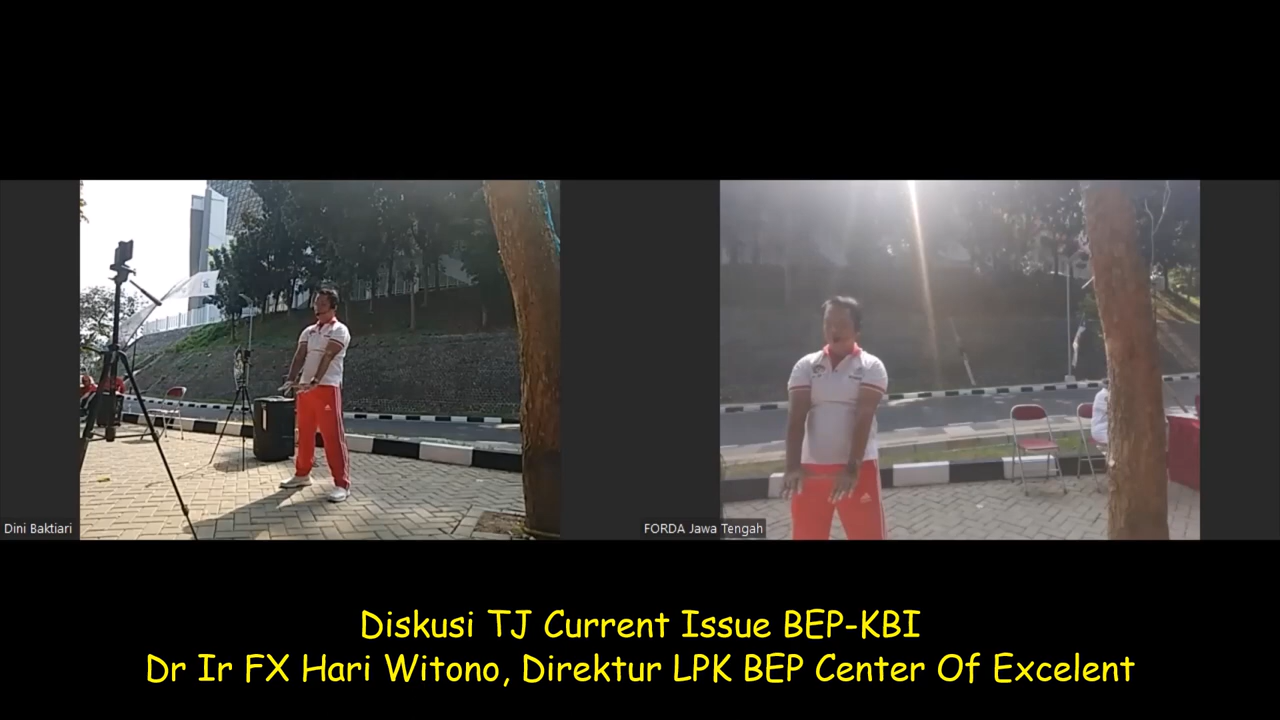 Dini Baktiari
FORDA Jawa Tengah
Diskusi TJ Current Issue BEP-KBI
Dr Ir FX Hari Witono, Direktur LPK BEP Center Of Excelent